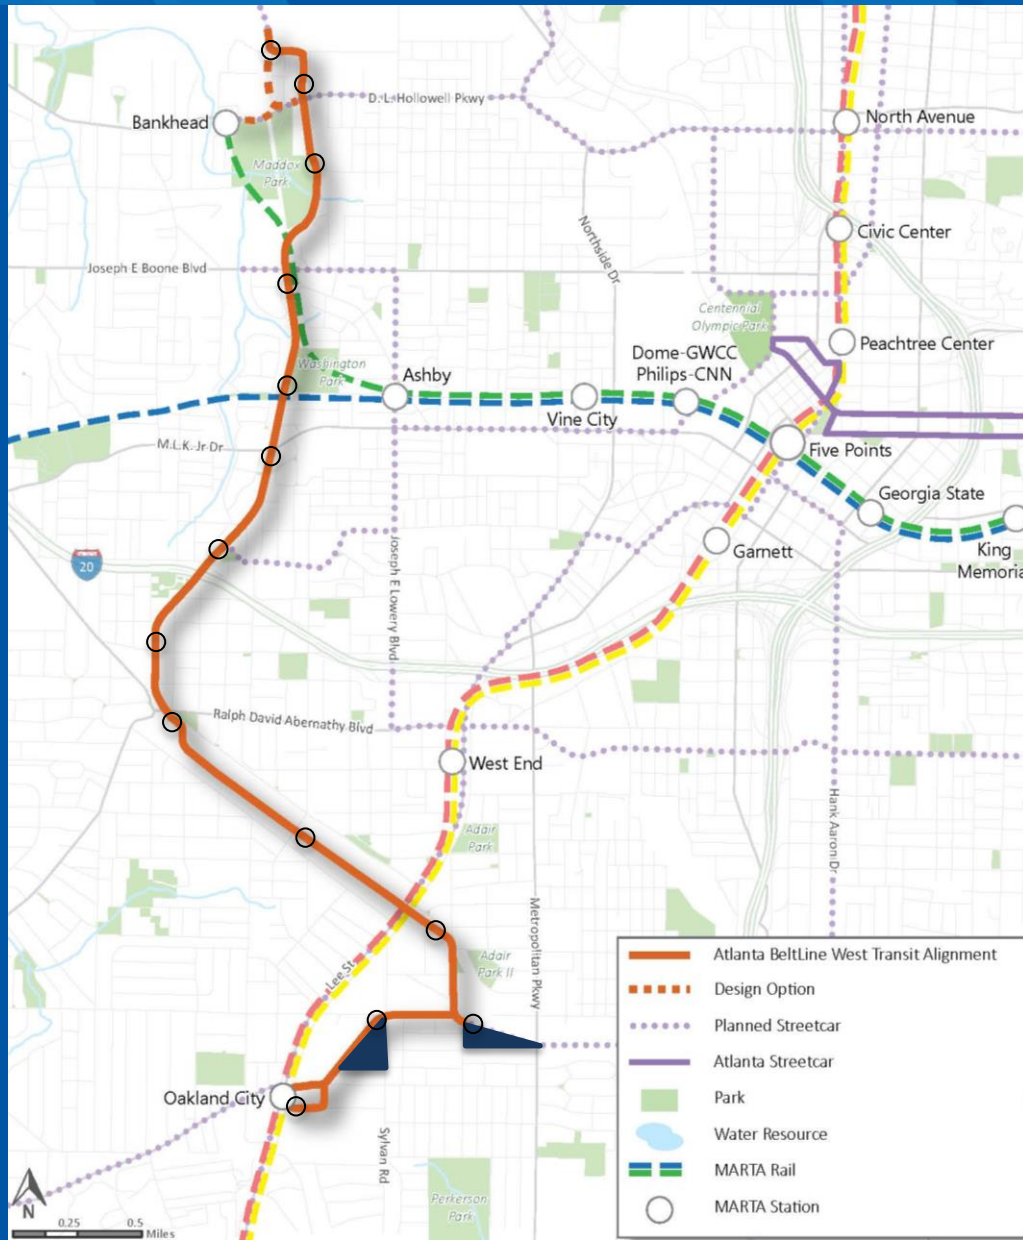 D. L. Hollowell Pkwy
Bankhead
North Avenue
Maddox
Park
Northside Dr
Civic Center
Joseph E Boone Blvd
Centennial
Olympic Park
Peachtree Center
Dome-GWCC
Philips-CNN
Washington
Park
Ashby
Vine City
M.L.K. Jr Dr
Five Points
Georgia State
Garnett
King
Memoria
20
Joseph E Lowery Blvd
Ralph David Abernathy Blvd
West End
Hank Aaron Dr
Adair
Park
Metropolitan Pkwy
Lee St
Adair
Park II
Atlanta BeltLine West Transit Alignment
Design Option
Planned Streetcar
Atlanta Streetcar
Park
Water Resource
MARTA Rail
MARTA Station
Oakland City
Sylvan Rd
Perkerson
Park
N
0.25 0.5
Miles